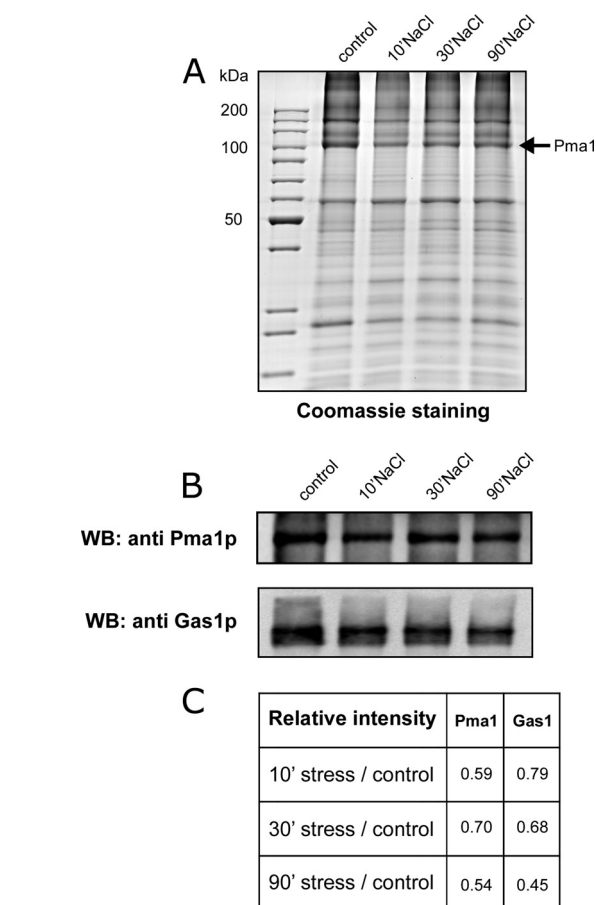 control 10'NaCl 30'NaCl 90'NaCl
A
kDa
200
100
Pma1
50
Coomassie staining
B
control 10'NaCl 30'NaCl 90'NaCl
WB: anti Pma1p
WB: anti Gas1p
C
Relative intensity Pma1 Gas1
10’ stress / control 0.59 0.79
30’ stress / control 0.70 0.68
90’ stress / control 0.54 0.45